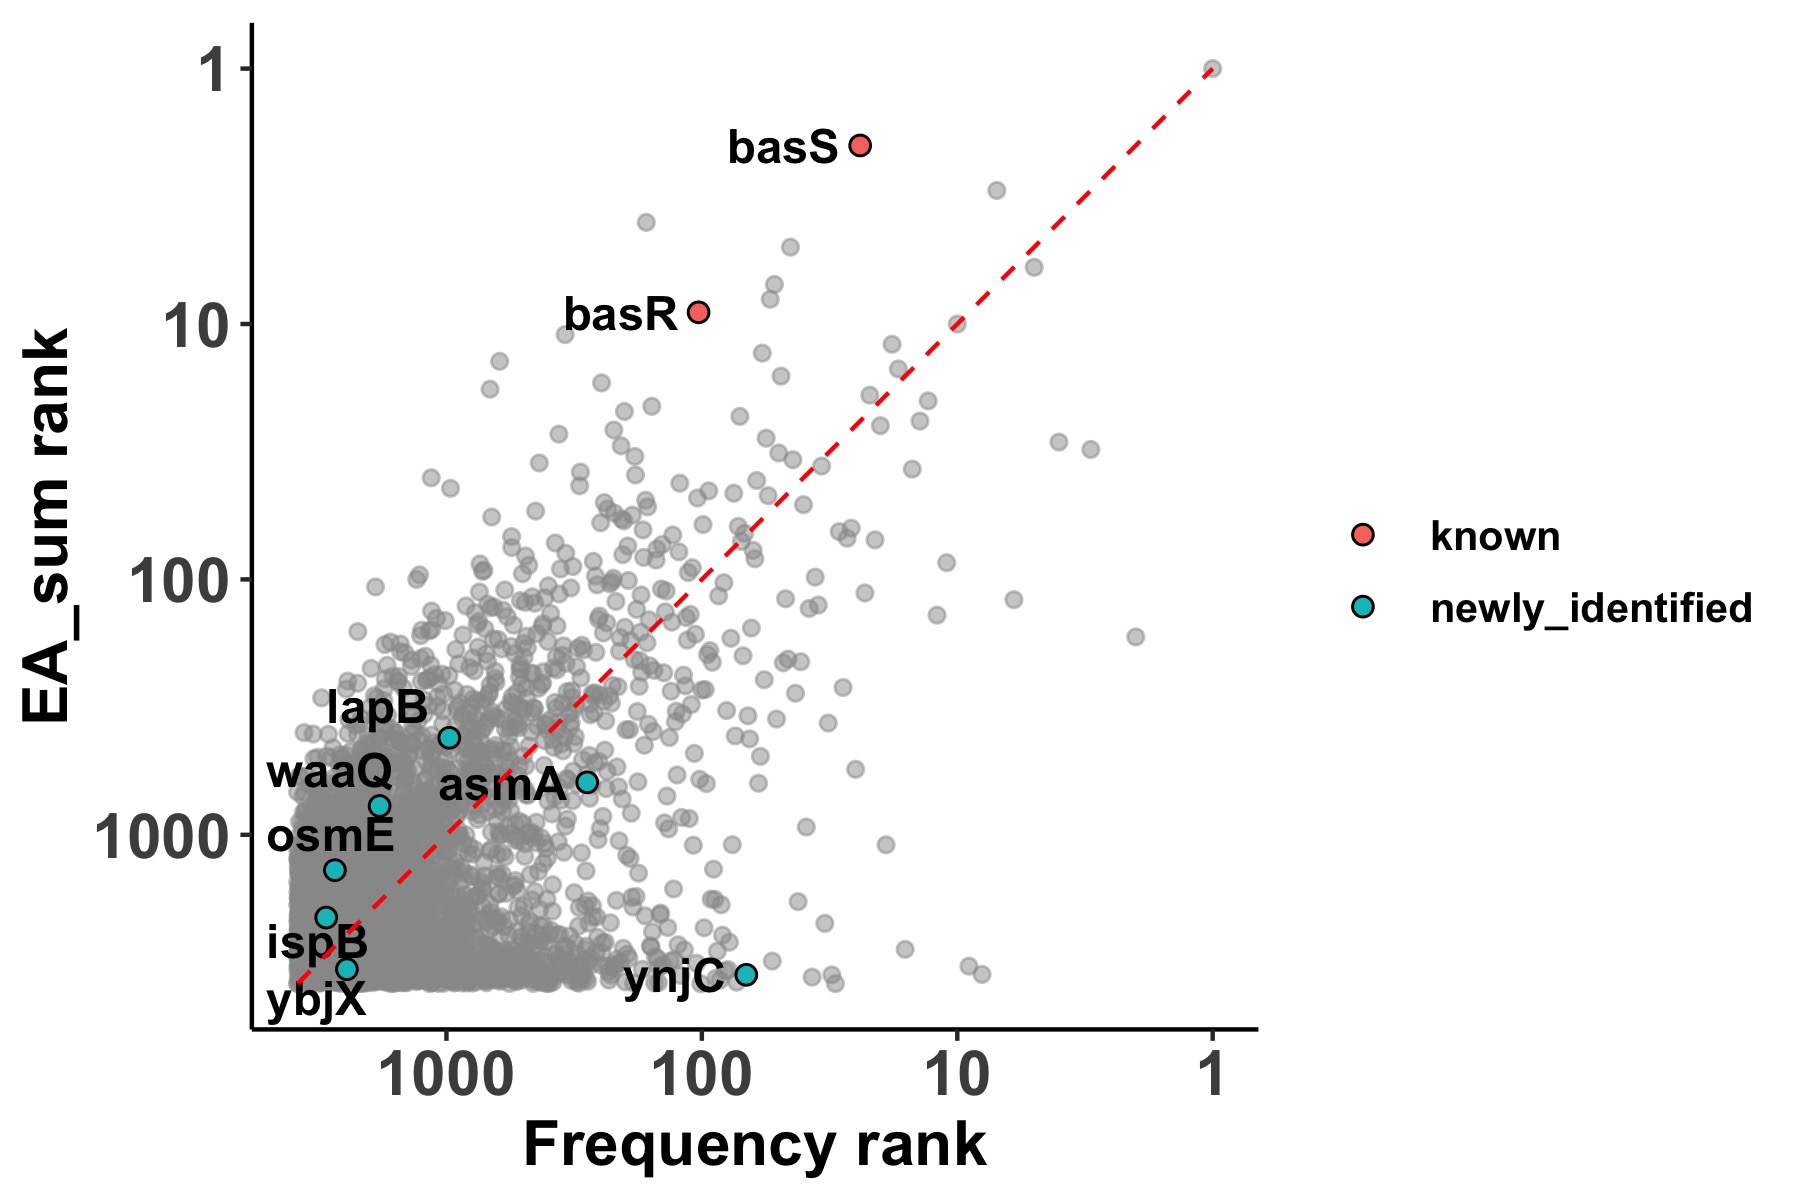 1
10
100
1000
EA_sum rank
basS
basR
lapB
waaQ
asmA
osmE
ispB
ybjX
ynjC
1000 100 10 1
Frequency rank
known
newly_identified